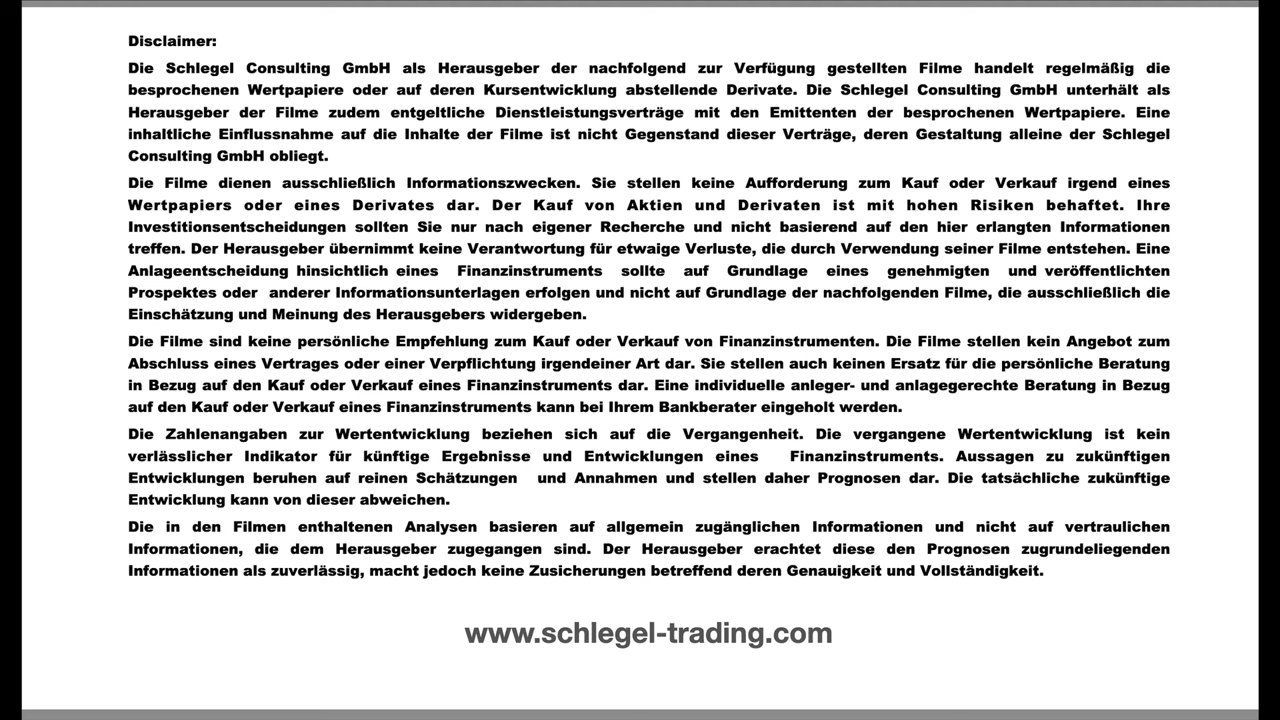 Disclaimer:
Die Schlegel Consulting GmbH als Herausgeber der nachfolgend zur Verfügung gestellten Filme handelt regelmäßig die
besprochenen Wertpapiere oder auf deren Kursentwicklung abstellende Derivate. Die Schlegel Consulting GmbH unterhält als
Herausgeber der Filme zudem entgeltliche Dienstleistungsverträge mit den Emittenten der besprochenen Wertpapiere. Eine
inhaltliche Einflussnahme auf die Inhalte der Filme ist nicht Gegenstand dieser Verträge, deren Gestaltung alleine der Schlegel
Consulting GmbH obliegt.
Die Filme dienen ausschließlich Informationszwecken. Sie stellen keine Aufforderung zum Kauf oder Verkauf irgend eines
Wertpapiers oder eines Derivates dar. Der Kauf von Aktien und Derivaten ist mit hohen Risiken behaftet. Ihre
Investitionsentscheidungen sollten Sie nur nach eigener Recherche und nicht basierend auf den hier erlangten Informationen
treffen. Der Herausgeber übernimmt keine Verantwortung für etwaige Verluste, die durch Verwendung seiner Filme entstehen. Eine
Anlageentscheidung hinsichtlich eines Finanzinstruments sollte auf Grundlage eines genehmigten und veröffentlichten
Prospektes oder anderer Informationsunterlagen erfolgen und nicht auf Grundlage der nachfolgenden Filme, die ausschließlich die
Einschätzung und Meinung des Herausgebers widergeben.
Die Filme sind keine persönliche Empfehlung zum Kauf oder Verkauf von Finanzinstrumenten. Die Filme stellen kein Angebot zum
Abschluss eines Vertrages oder einer Verpflichtung irgendeiner Art dar. Sie stellen auch keinen Ersatz für die persönliche Beratung
in Bezug auf den Kauf oder Verkauf eines Finanzinstruments dar. Eine individuelle anleger- und anlagegerechte Beratung in Bezug
auf den Kauf oder Verkauf eines Finanzinstruments kann bei Ihrem Bankberater eingeholt werden.
Die Zahlenangaben zur Wertentwicklung beziehen sich auf die Vergangenheit. Die vergangene Wertentwicklung ist kein
verlässlicher Indikator für künftige Ergebnisse und Entwicklungen eines Finanzinstruments. Aussagen zu zukünftigen
Entwicklungen beruhen auf reinen Schätzungen und Annahmen und stellen daher Prognosen dar. Die tatsächliche zukünftige
Entwicklung kann von dieser abweichen.
Die in den Filmen enthaltenen Analysen basieren auf allgemein zugänglichen Informationen und nicht auf vertraulichen
Informationen, die dem Herausgeber zugegangen sind. Der Herausgeber erachtet diese den Prognosen zugrundeliegenden
Informationen als zuverlässig, macht jedoch keine Zusicherungen betreffend deren Genauigkeit und Vollständigkeit.
www.schlegel-trading.com